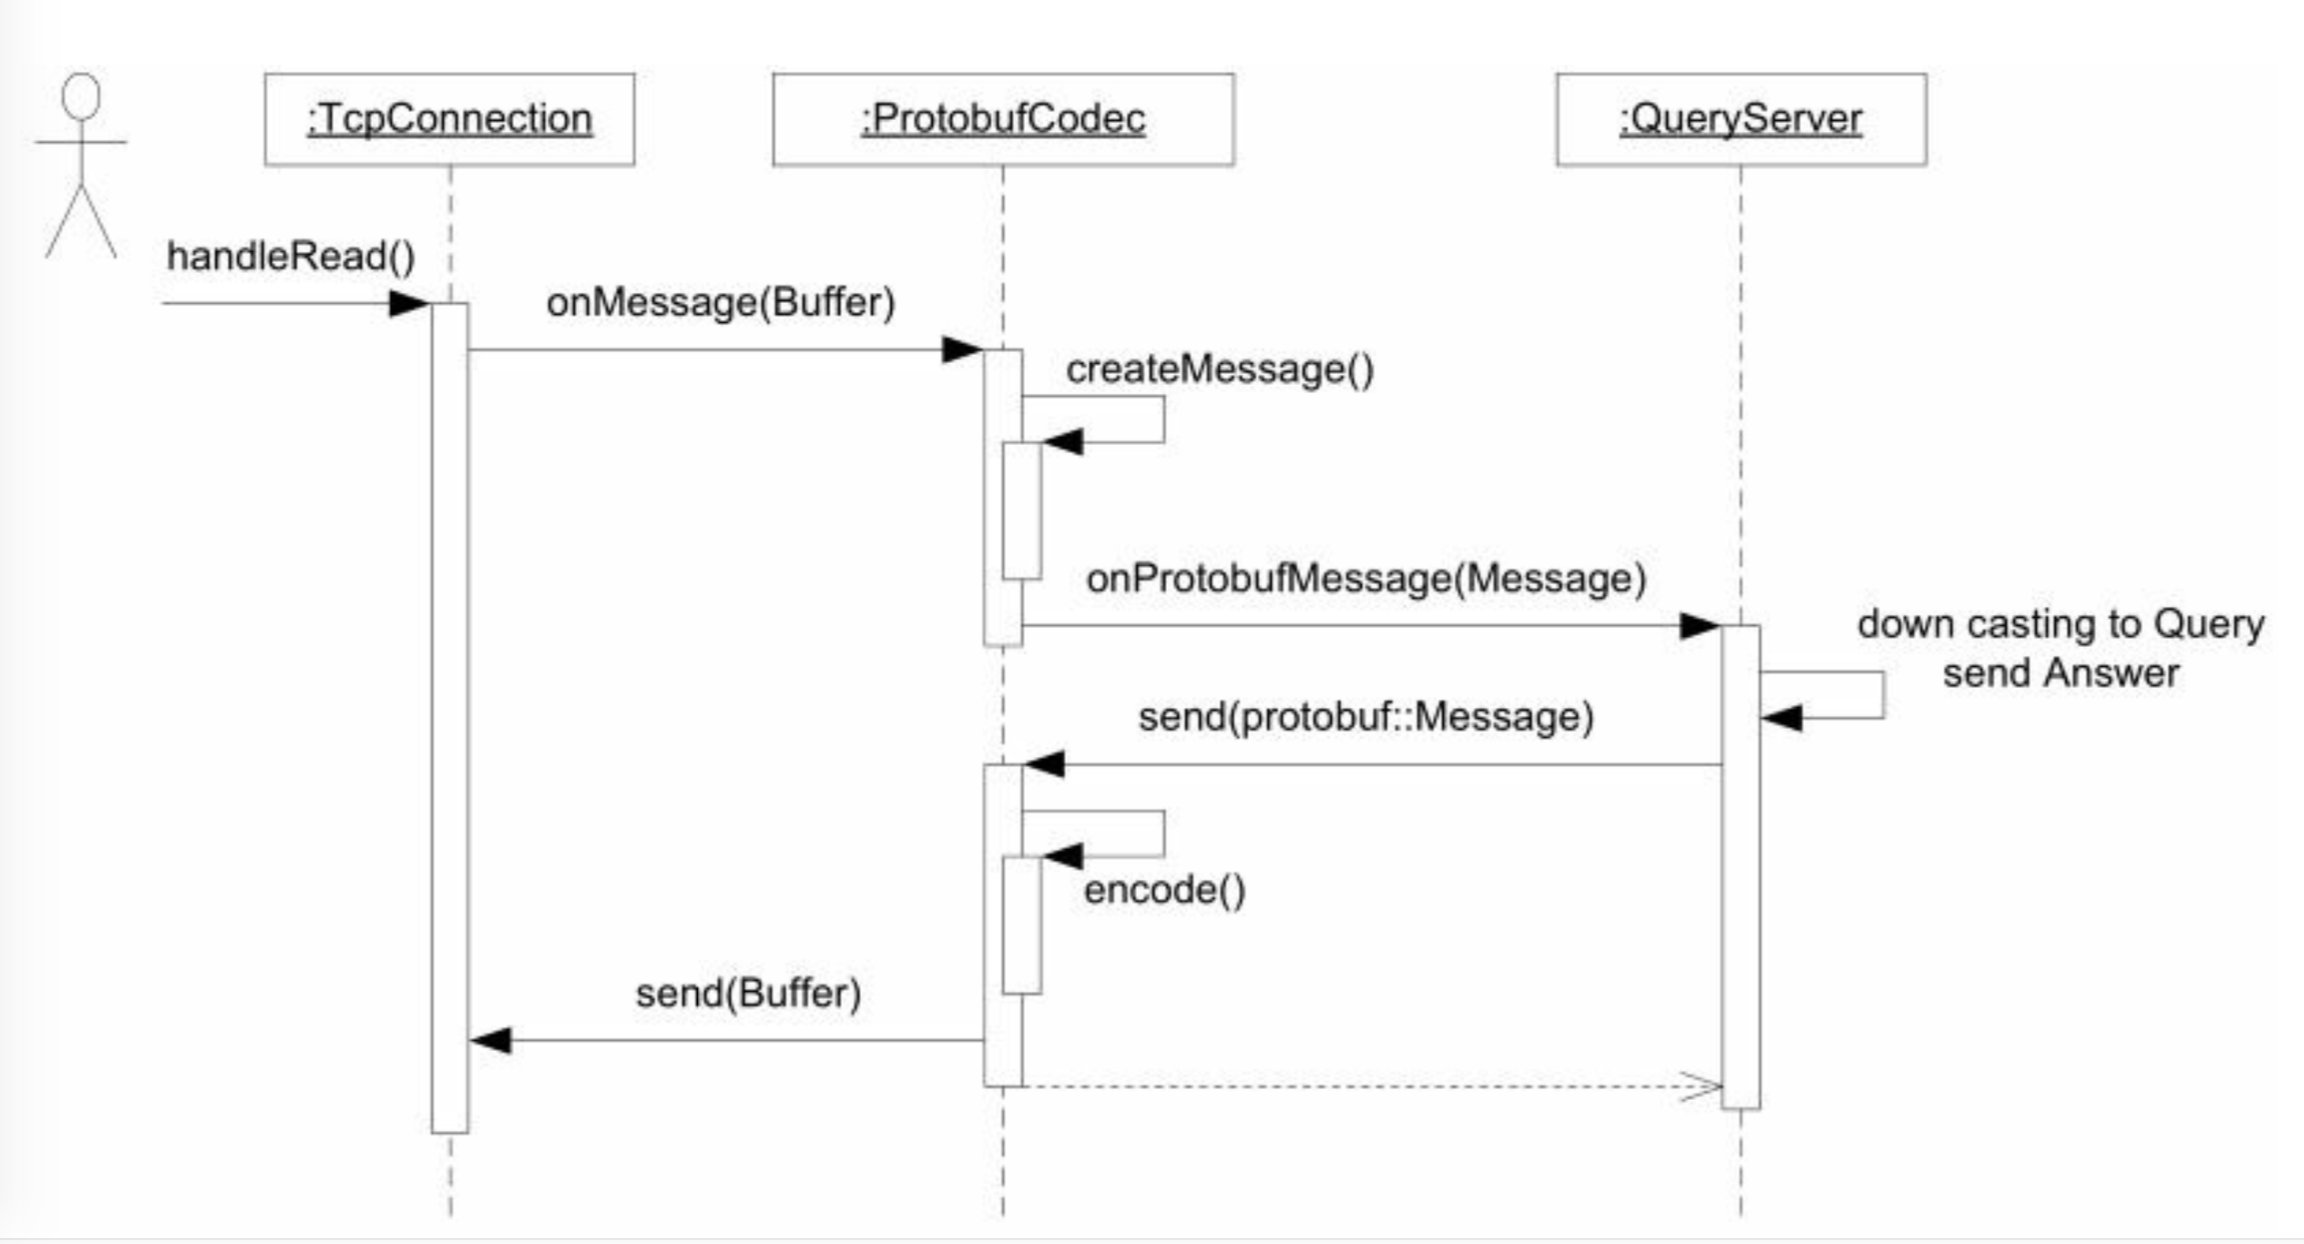 :TcpConnection
:ProtobufCodec
:QueryServer
handleRead()
onMessage(Buffer)
createMessage()
onProtobufMessage(Message)
down casting to Query
send Answer
send(protobuf::Message)
encode()
send(Buffer)